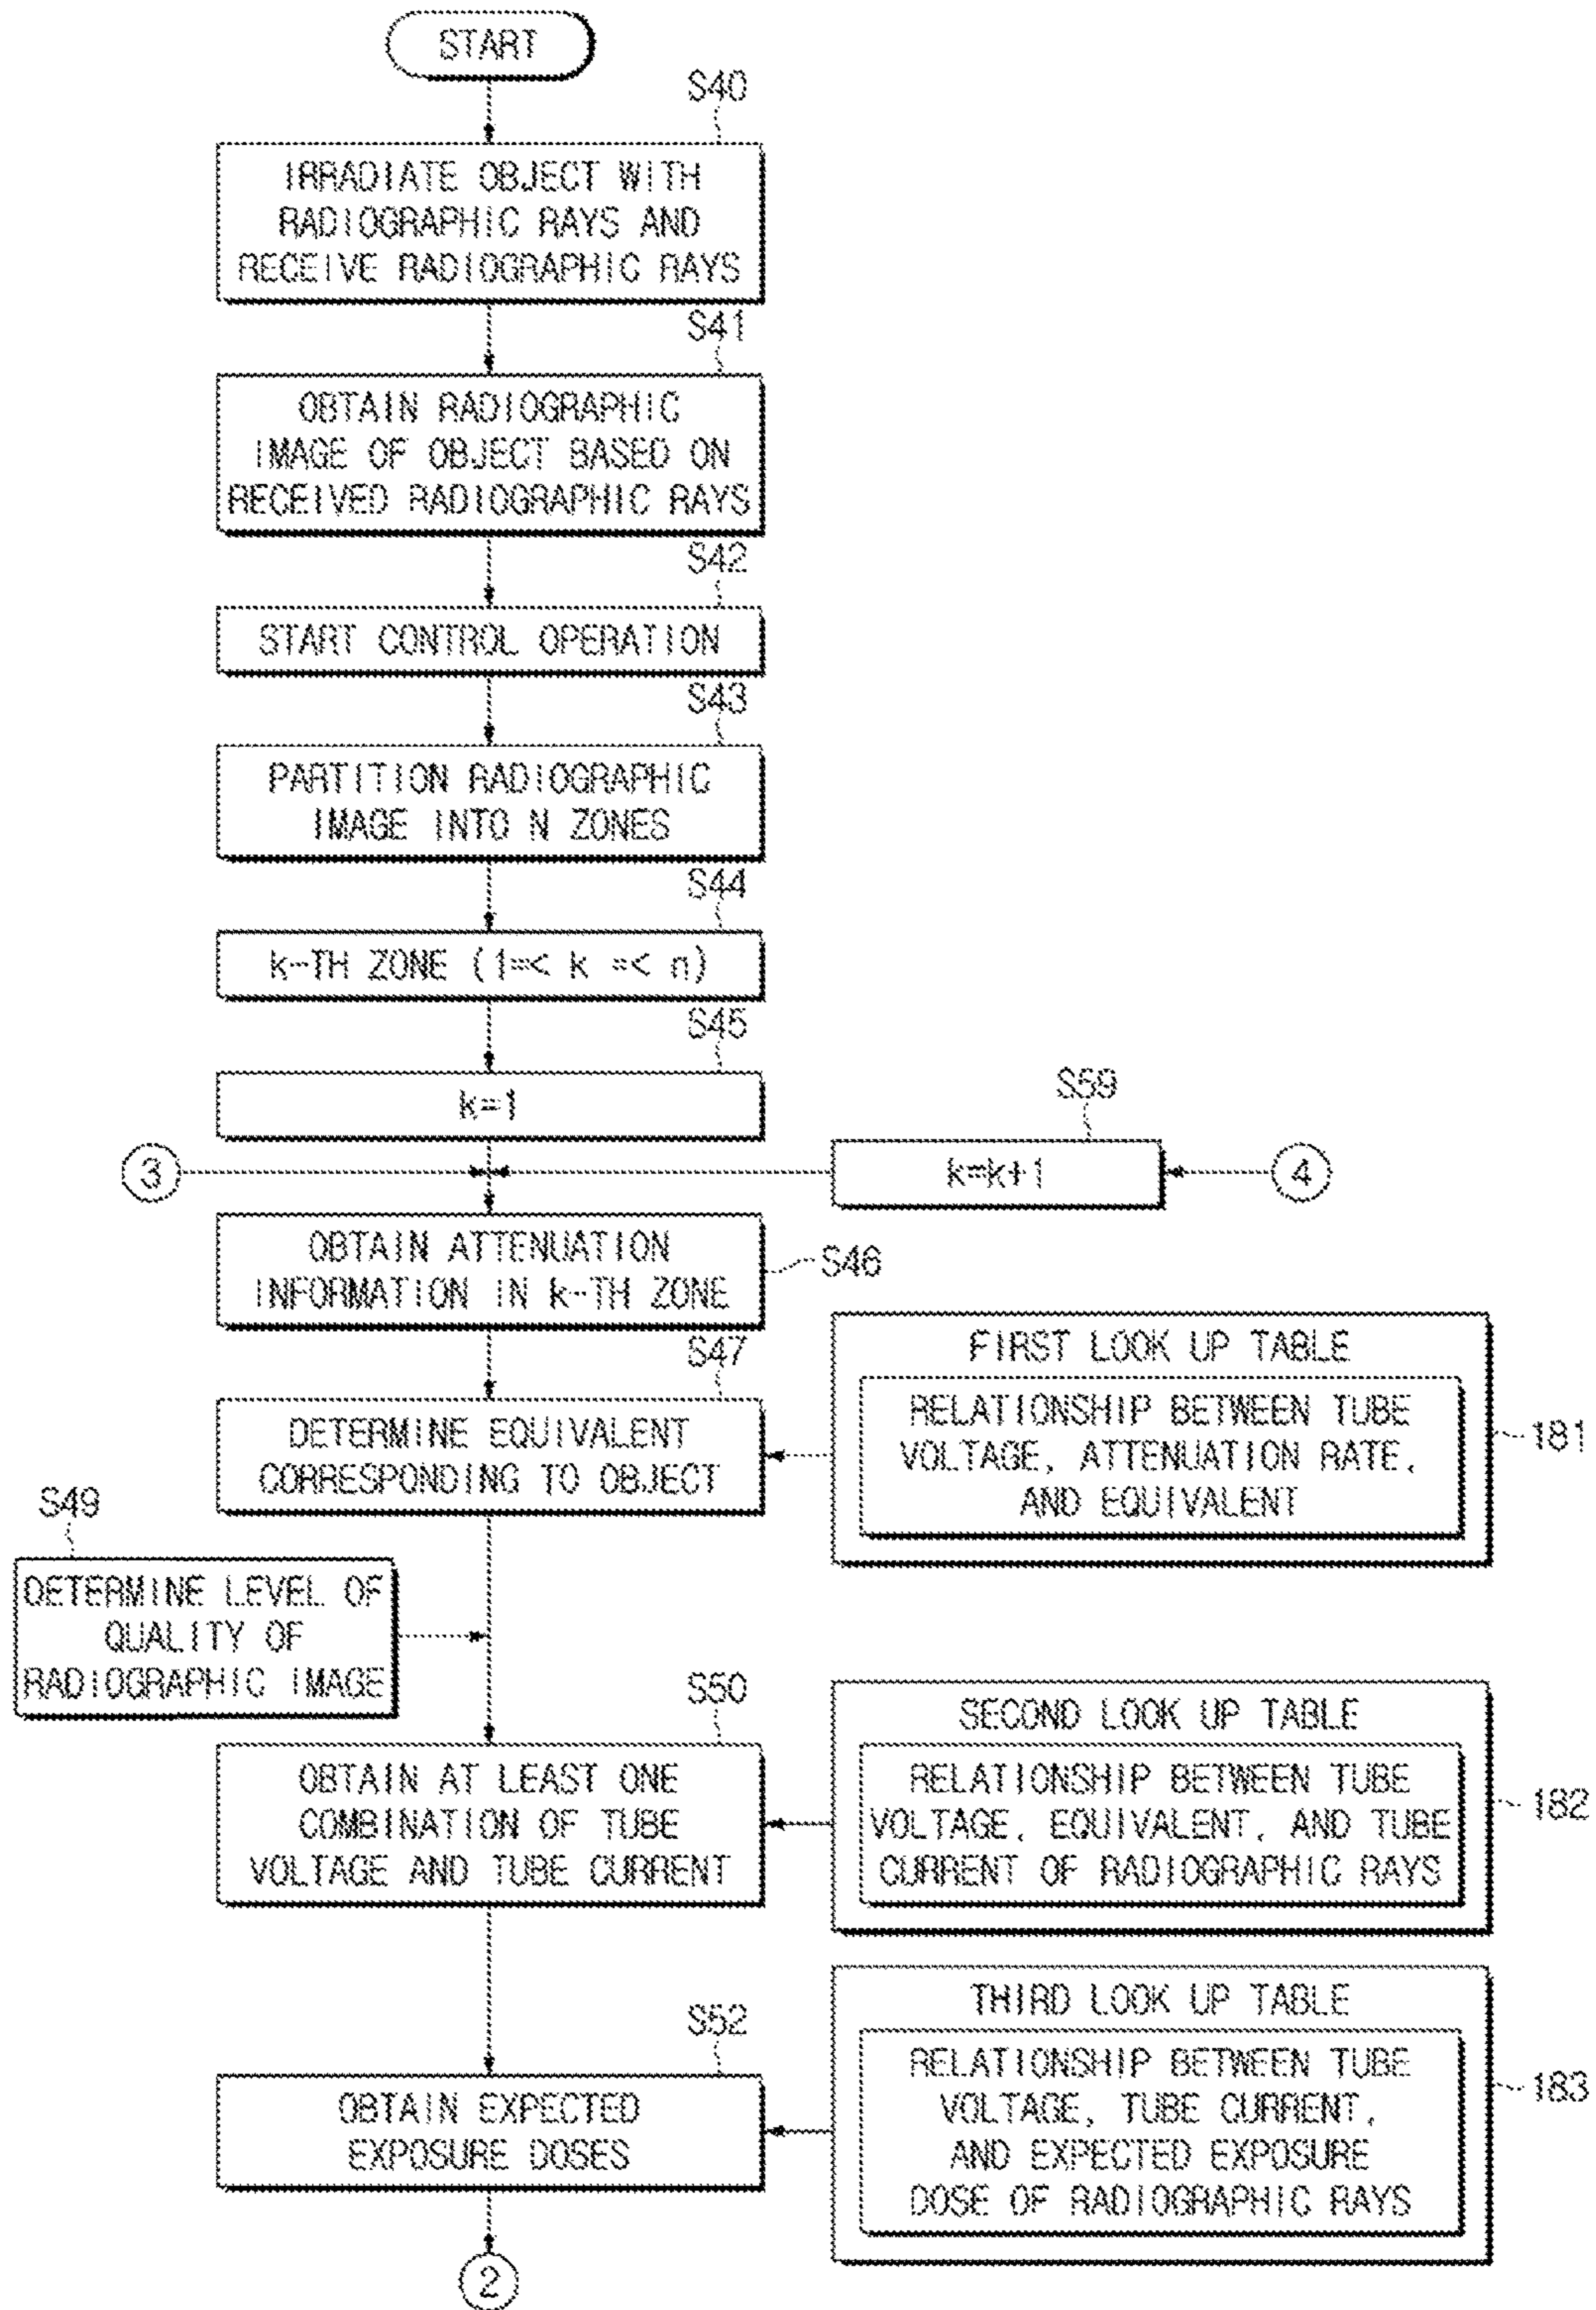 START
S40
IRRADIATE OBJECT WITH
RADIOGRAPHIC RAYS AND
RECEIVE RADIOGRAPHIC RAYS
S41
OBTAIN RADIOGRAPHIC
IMAGE OF OBJECT BASED ON
RECEIVED RADIOGRAPHIC RAYS
S42
START CONTROL OPERATION
S43
PARTITION RADIOGRAPHIC
IMAGE INTO N ZONES
S44
k-TH ZONE (1=< k =< n)
S45
k=1
S59
k=k+1
3
4
OBTAIN ATTENUATION
INFORMATION IN k-TH ZONE
S46
S47
DETERMINE EQUIVALENT
CORRESPONDING TO OBJECT
FIRST LOOK UP TABLE
RELATIONSHIP BETWEEN TUBE
VOLTAGE, ATTENUATION RATE,
AND EQUIVALENT
181
S49
DETERMINE LEVEL OF
QUALITY OF
RADIOGRAPHIC IMAGE
S50
OBTAIN AT LEAST ONE
COMBINATION OF TUBE
VOLTAGE AND TUBE CURRENT
SECOND LOOK UP TABLE
RELATIONSHIP BETWEEN TUBE
VOLTAGE, EQUIVALENT, AND TUBE
CURRENT OF RADIOGRAPHIC RAYS
182
S52
OBTAIN EXPECTED
EXPOSURE DOSES
THIRD LOOK UP TABLE
RELATIONSHIP BETWEEN TUBE
VOLTAGE, TUBE CURRENT,
AND EXPECTED EXPOSURE
DOSE OF RADIOGRAPHIC RAYS
183
2